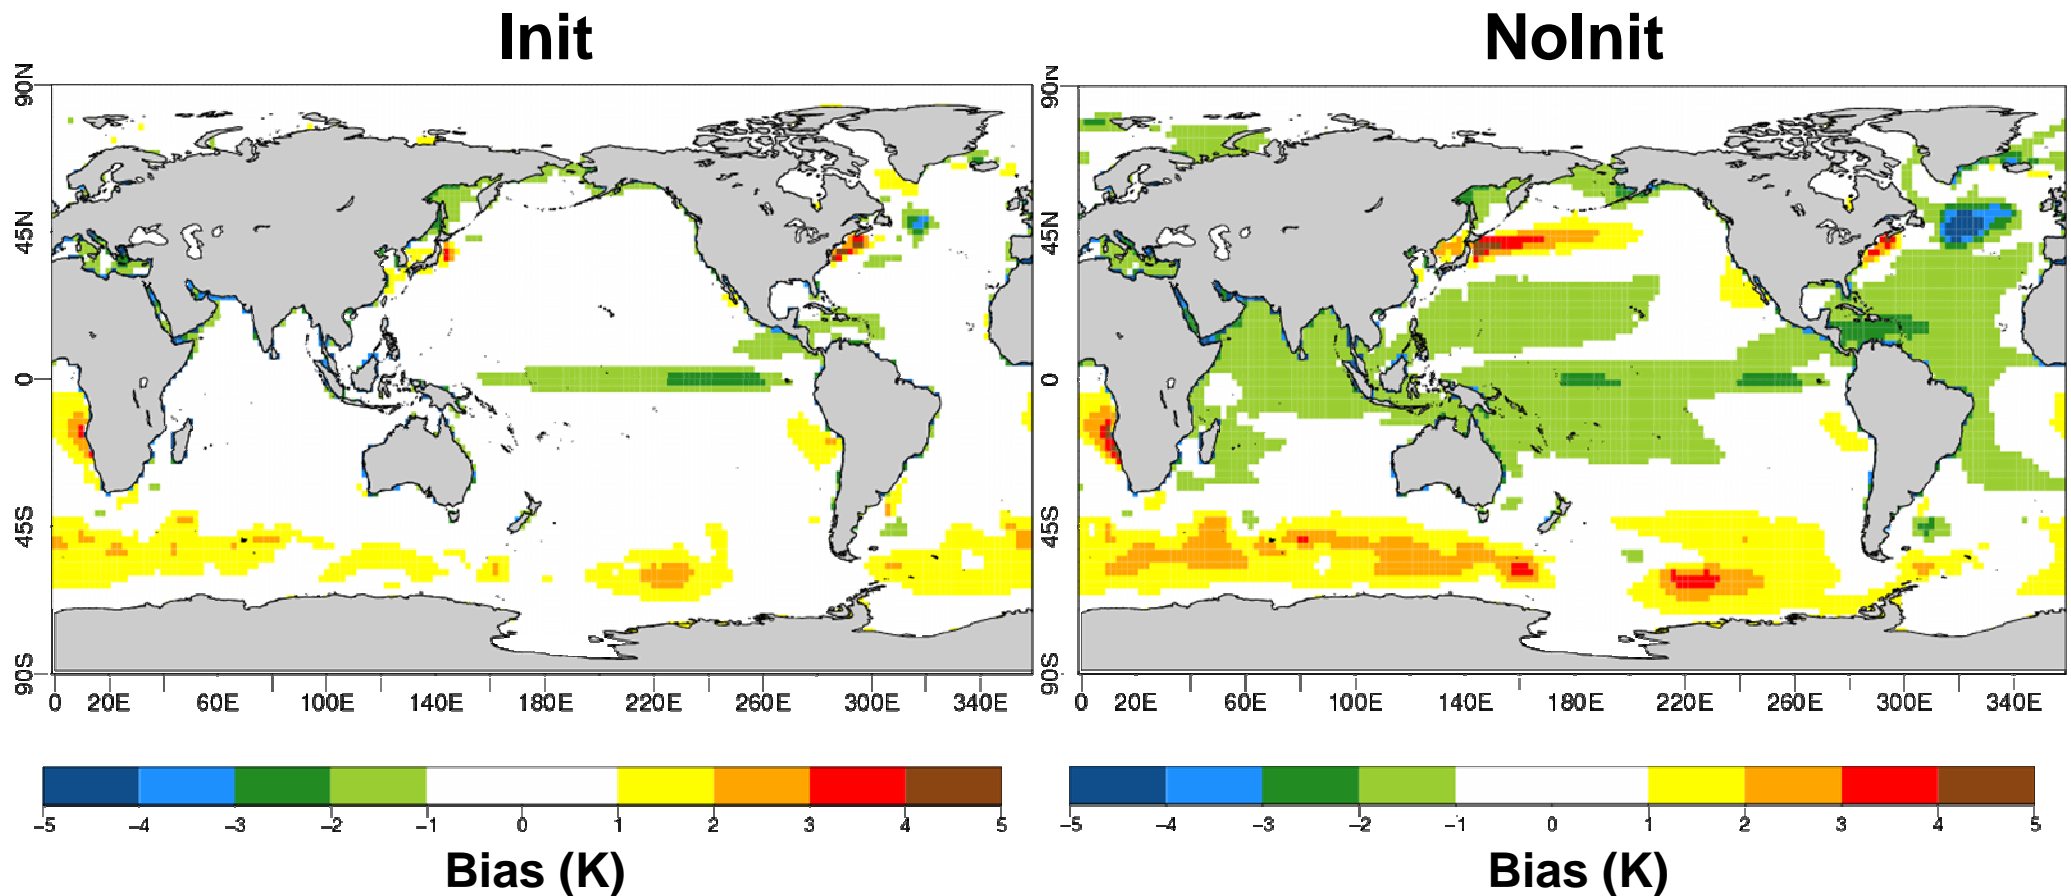 Init NoInit
90N 90N
45N 45N
0 0
45S 45S
90S 90S
0 20E 60E 100E 140E 180E 220E 260E 300E 340E 0 20E 60E 100E 140E 180E 220E 260E 300E 340E
−5 −4 −3 −2 −1 0 1 2 3 4 5 −5 −4 −3 −2 −1 0 1 2 3 4 5
Bias (K) Bias (K)